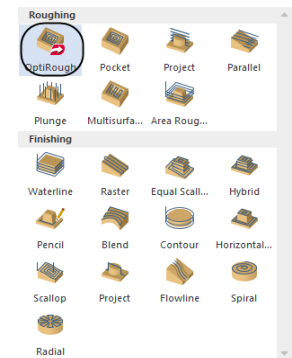 Roughing
OptiRough Pocket Project Parallel
Plunge Multisurfa... Area Roug...
Finishing
Waterline Raster Equal Scall... Hybrid
Pencil Blend Contour Horizontal...
Scallop Project Flowline Spiral
Radial